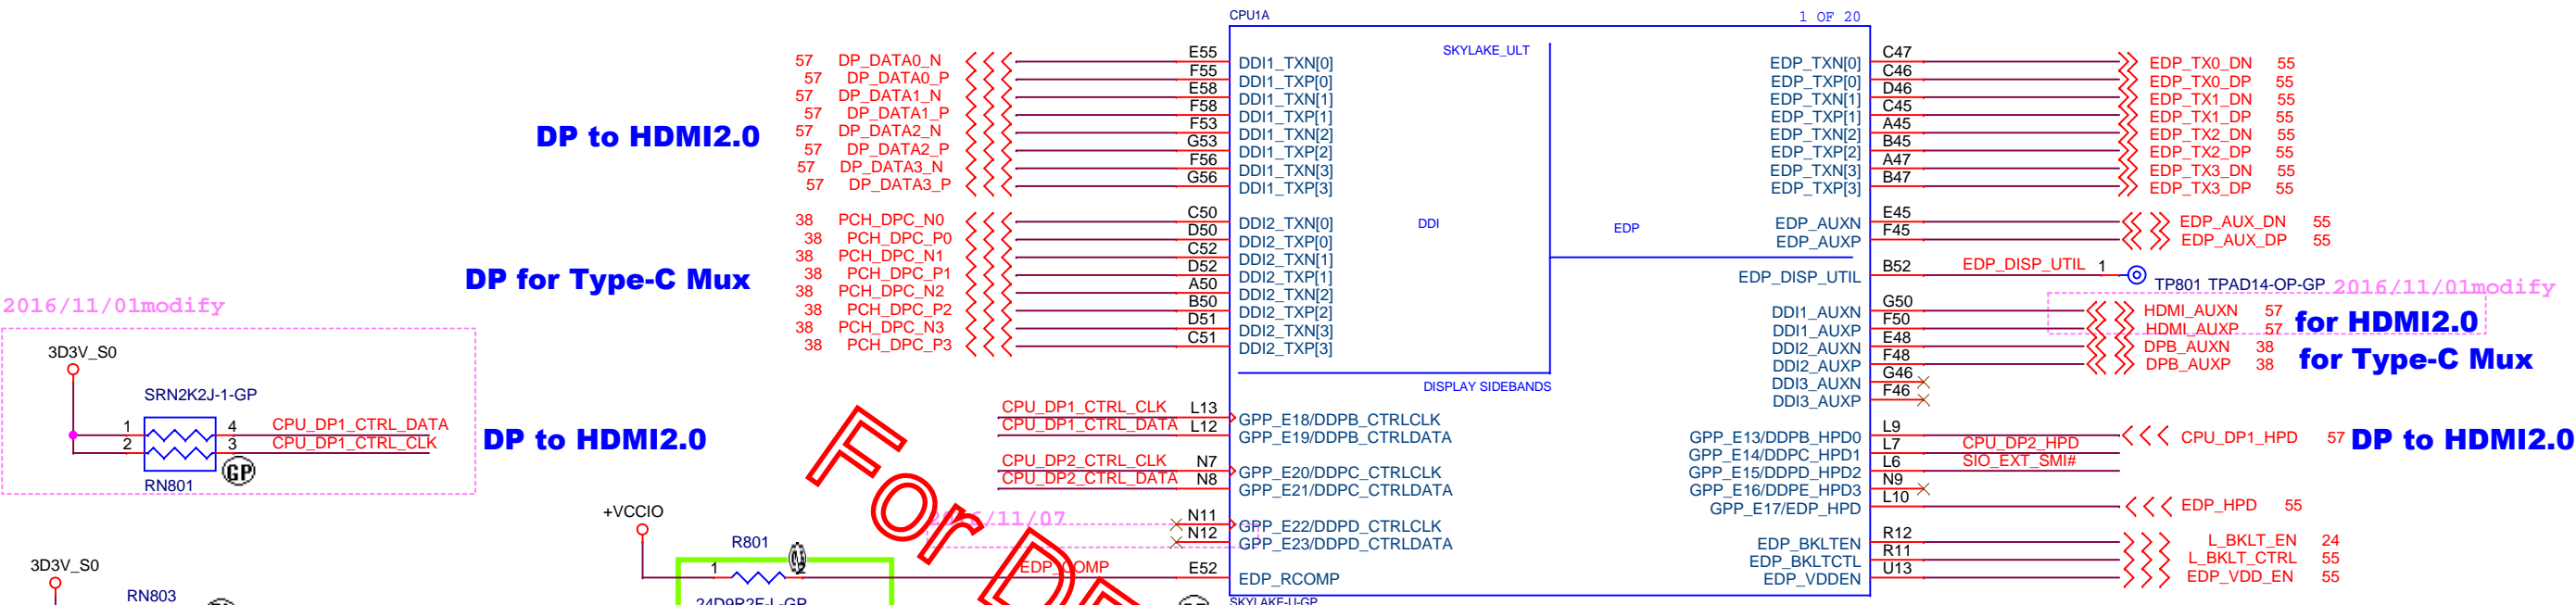 CPU1A
1 OF 20
SKYLAKE_ULT
57 DP_DATA0_N E55 DDI1_TXN[0]
57 DP_DATA0_P F55 DDI1_TXP[0]
57 DP_DATA1_N E58 DDI1_TXN[1]
57 DP_DATA1_P F58 DDI1_TXP[1]
57 DP_DATA2_N F53 DDI1_TXN[2]
57 DP_DATA2_P G53 DDI1_TXP[2]
57 DP_DATA3_N F56 DDI1_TXN[3]
57 DP_DATA3_P G56 DDI1_TXP[3]
DP to HDMI2.0
EDP_TXN[0] C47 EDP_TX0_DN 55
EDP_TXP[0] C46 EDP_TX0_DP 55
EDP_TXN[1] D46 EDP_TX1_DN 55
EDP_TXP[1] C45 EDP_TX1_DP 55
EDP_TXN[2] A45 EDP_TX2_DN 55
EDP_TXP[2] B45 EDP_TX2_DP 55
EDP_TXN[3] A47 EDP_TX3_DN 55
EDP_TXP[3] B47 EDP_TX3_DP 55
38 PCH_DPC_N0 C50 DDI2_TXN[0]
38 PCH_DPC_P0 D50 DDI2_TXP[0]
38 PCH_DPC_N1 C52 DDI2_TXN[1]
38 PCH_DPC_P1 D52 DDI2_TXP[1]
38 PCH_DPC_N2 A50 DDI2_TXN[2]
38 PCH_DPC_P2 B50 DDI2_TXP[2]
38 PCH_DPC_N3 D51 DDI2_TXN[3]
38 PCH_DPC_P3 C51 DDI2_TXP[3]
DP for Type-C Mux
DDI
EDP
EDP_AUXN E45 EDP_AUX_DN 55
EDP_AUXP F45 EDP_AUX_DP 55
EDP_DISP_UTIL B52 EDP_DISP_UTIL 1
TP801 TPAD14-OP-GP
2016/11/01modify
DDI1_AUXN G50 HDMI_AUXN 57
DDI1_AUXP F50 HDMI_AUXP 57
for HDMI2.0
DDI2_AUXN E48 DPB_AUXN 38
DDI2_AUXP F48 DPB_AUXP 38
for Type-C Mux
DDI3_AUXN G46
DDI3_AUXP F46
DISPLAY SIDEBANDS
2016/11/01modify
3D3V_S0
SRN2K2J-1-GP
1 4 CPU_DP1_CTRL_DATA
2 3 CPU_DP1_CTRL_CLK
GP
RN801
DP to HDMI2.0
CPU_DP1_CTRL_CLK L13 GPP_E18/DDPB_CTRLCLK
CPU_DP1_CTRL_DATA L12 GPP_E19/DDPB_CTRLDATA
CPU_DP2_CTRL_CLK N7 GPP_E20/DDPC_CTRLCLK
CPU_DP2_CTRL_DATA N8 GPP_E21/DDPC_CTRLDATA
2016/11/07
N11 GPP_E22/DDPD_CTRLCLK
N12 GPP_E23/DDPD_CTRLDATA
GPP_E13/DDPB_HPD0 L9 CPU_DP1_HPD 57
DP to HDMI2.0
GPP_E14/DDPC_HPD1 L7 CPU_DP2_HPD
GPP_E15/DDPD_HPD2 L6 SIO_EXT_SMI#
GPP_E16/DDPE_HPD3 N9
GPP_E17/EDP_HPD L10 EDP_HPD 55
EDP_BKLTEN R12 L_BKLT_EN 24
EDP_BKLTCTL R11 L_BKLT_CTRL 55
EDP_VDDEN U13 EDP_VDD_EN 55
+VCCIO
R801
1 2 EDP_COMP E52 EDP_RCOMP
24D9R2F-L-GP
SKYLAKE-U-GP
3D3V_S0
RN803
For